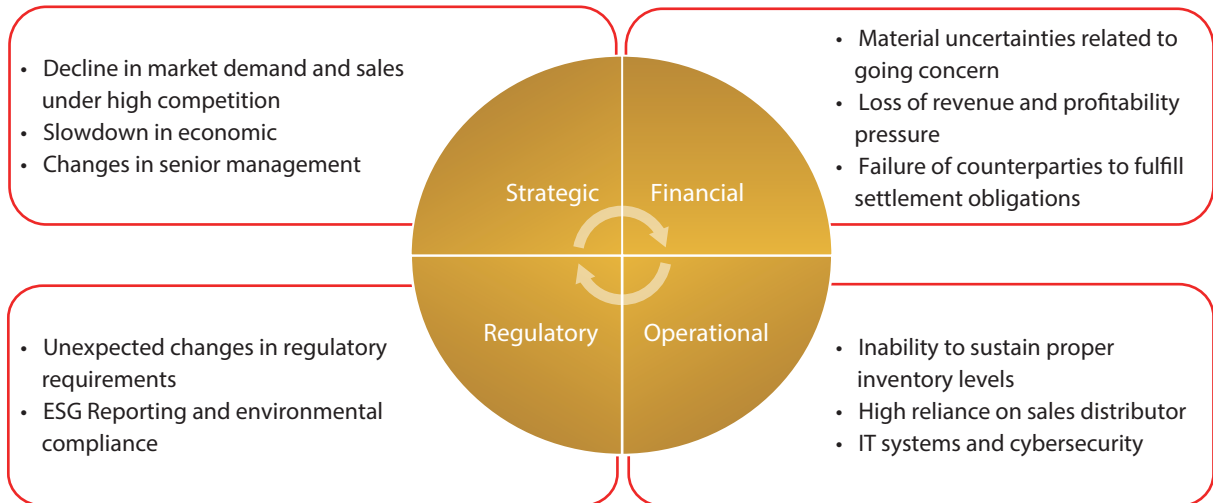 • Decline in market demand and sales
under high competition
• Slowdown in economic
• Changes in senior management
• Material uncertainties related to
going concern
• Loss of revenue and profitability
pressure
• Failure of counterparties to fulfill
settlement obligations
Strategic
Financial
Regulatory
Operational
• Unexpected changes in regulatory
requirements
• ESG Reporting and environmental
compliance
• Inability to sustain proper
inventory levels
• High reliance on sales distributor
• IT systems and cybersecurity